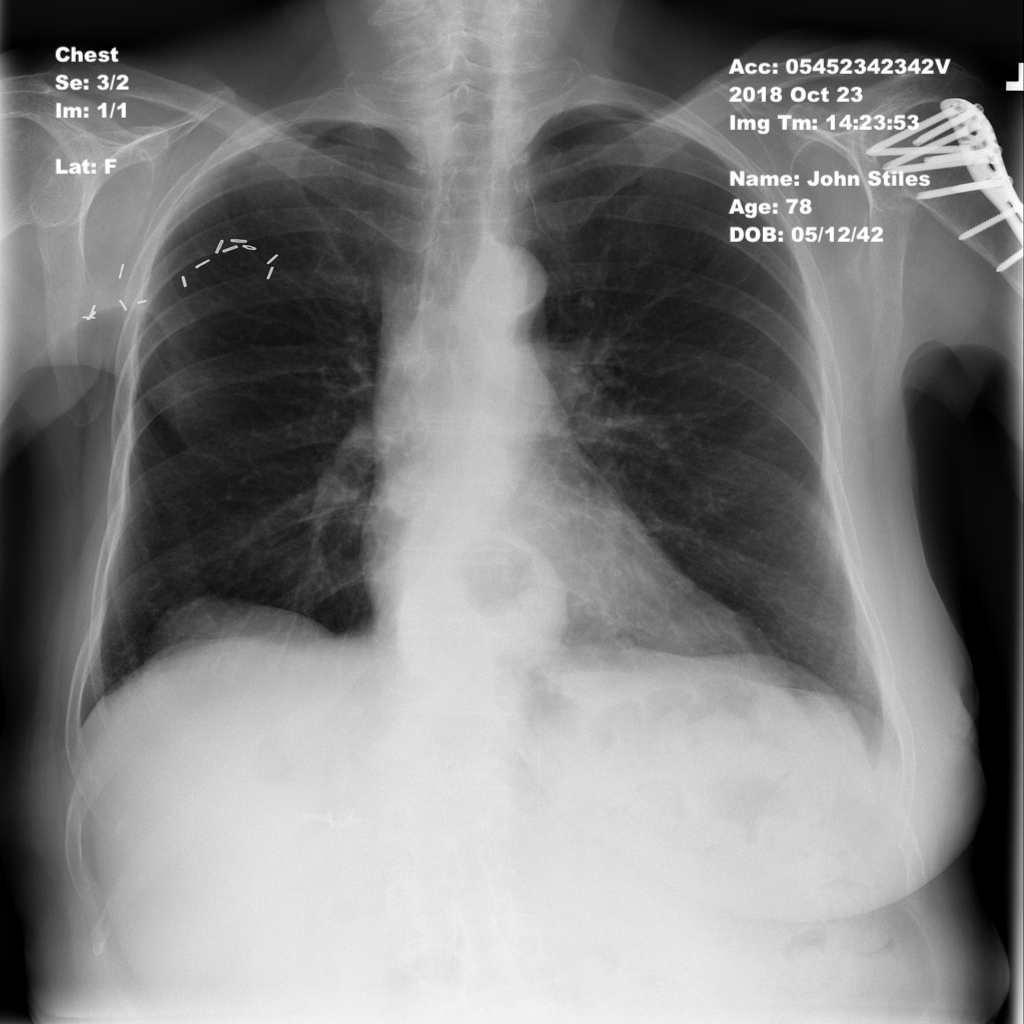 Chest
Se: 3/2
Im: 1/1
Lat: F
Acc: 05452342342V
2018 Oct 23
Img Tm: 14:23:53
Name: John Stiles
Age: 78
DOB: 05/12/42
L